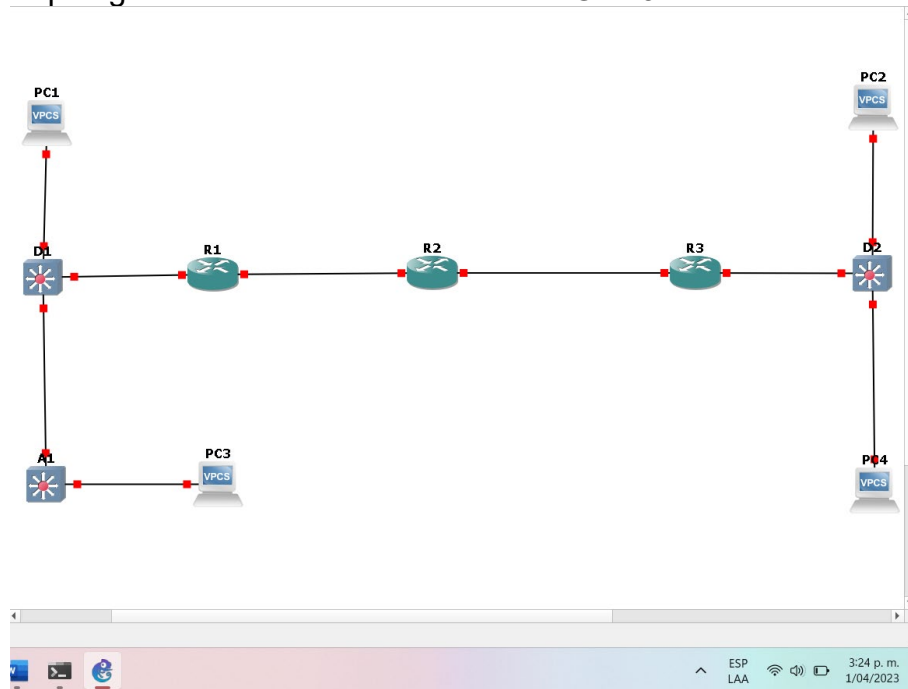 PC1
PC2
VPCS
VPCS
D1
R1
R2
R3
D2
A1
PC3
PC4
VPCS
VPCS
ESP
LAA
3:24 p. m.
1/04/2023